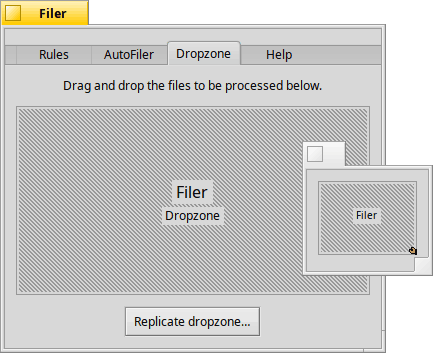 Filer
Rules AutoFiler Dropzone Help
Drag and drop the files to be processed below.
Filer
Dropzone
Filer
Replicate dropzone...